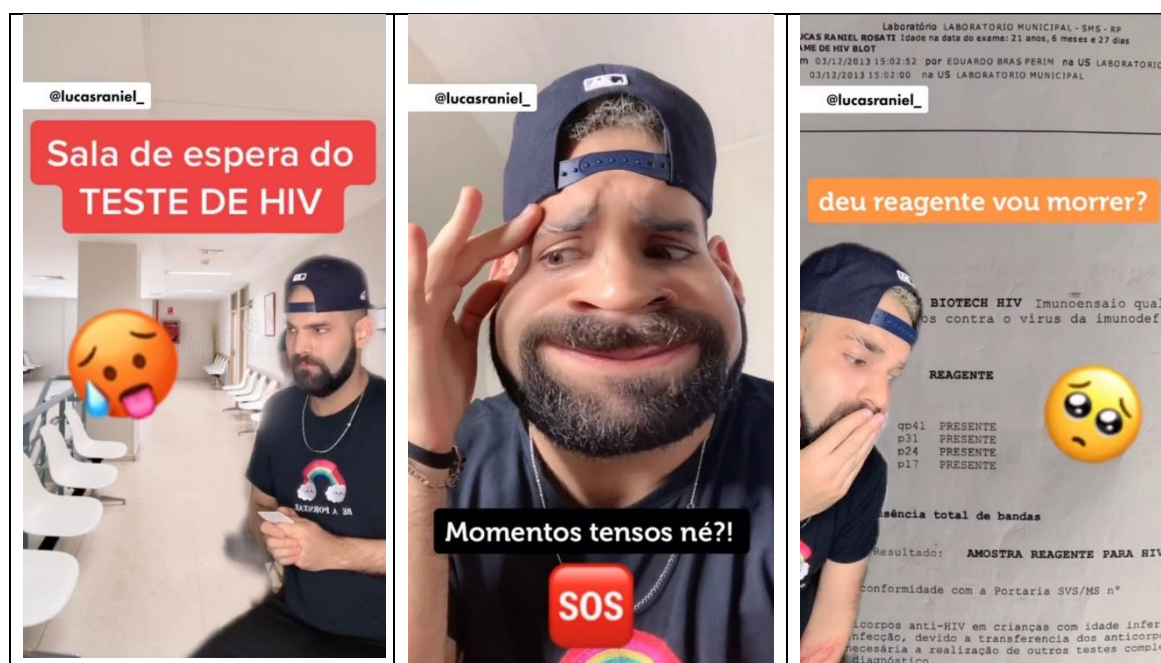 @lucasraniel_
Sala de espera do
TESTE DE HIV
@lucasraniel_
Momentos tensos né?!
SOS
Laboratório LABORATORIO MUNICIPAL - SMS - RP
UCAS RANIEL ROSATI Idade na data do exame: 21 anos, 6 meses e 27 dias
AME DE HIV BLOT
m 03/12/2013 15:02:52 por EDUARDO BRAS PERIM na US LABORATORIO
03/12/2013 15:02:00 na US LABORATORIO MUNICIPAL
@lucasraniel_
deu reagente vou morrer?
BIOTECH HIV Imunoensaio qual
os contra o virus da imunodef
REAGENTE
gp41 PRESENTE
p31 PRESENTE
p24 PRESENTE
p17 PRESENTE
sência total de bandas
Resultado: AMOSTRA REAGENTE PARA HIV
conformidade com a Portaria SVS/MS n°
icorpos anti-HIV em crianças com idade infer
nfecção, devido a transferencia dos anticorpo
necesária a realização de outros testes comple
diagnóstico